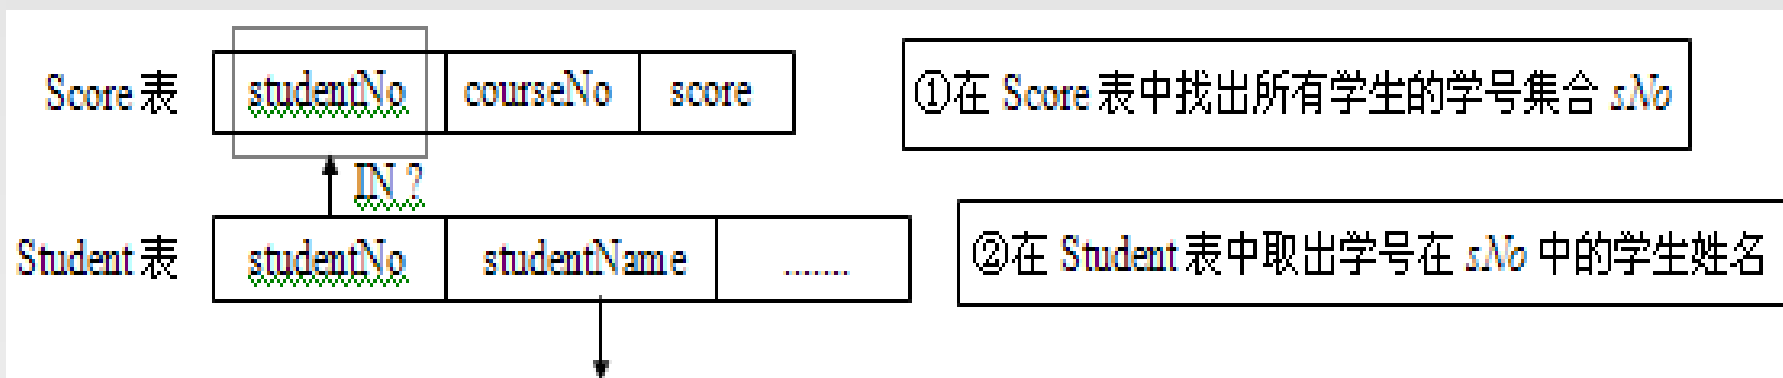 Score 表 studentNo courseNo score ①在 Score 表中找出所有学生的学号集合 sNo
IN ?
Student 表 studentNo studentName ....... ②在 Student 表中取出学号在 sNo 中的学生姓名